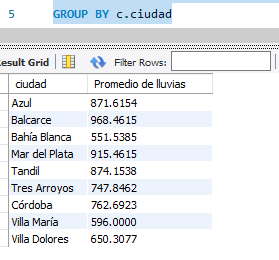 5 GROUP BY c.ciudad
Result Grid Filter Rows:
ciudad Promedio de lluvias
Azul 871.6154
Balcarce 968.4615
Bahía Blanca 551.5385
Mar del Plata 915.4615
Tandil 874.1538
Tres Arroyos 747.8462
Córdoba 762.6923
Villa María 596.0000
Villa Dolores 650.3077